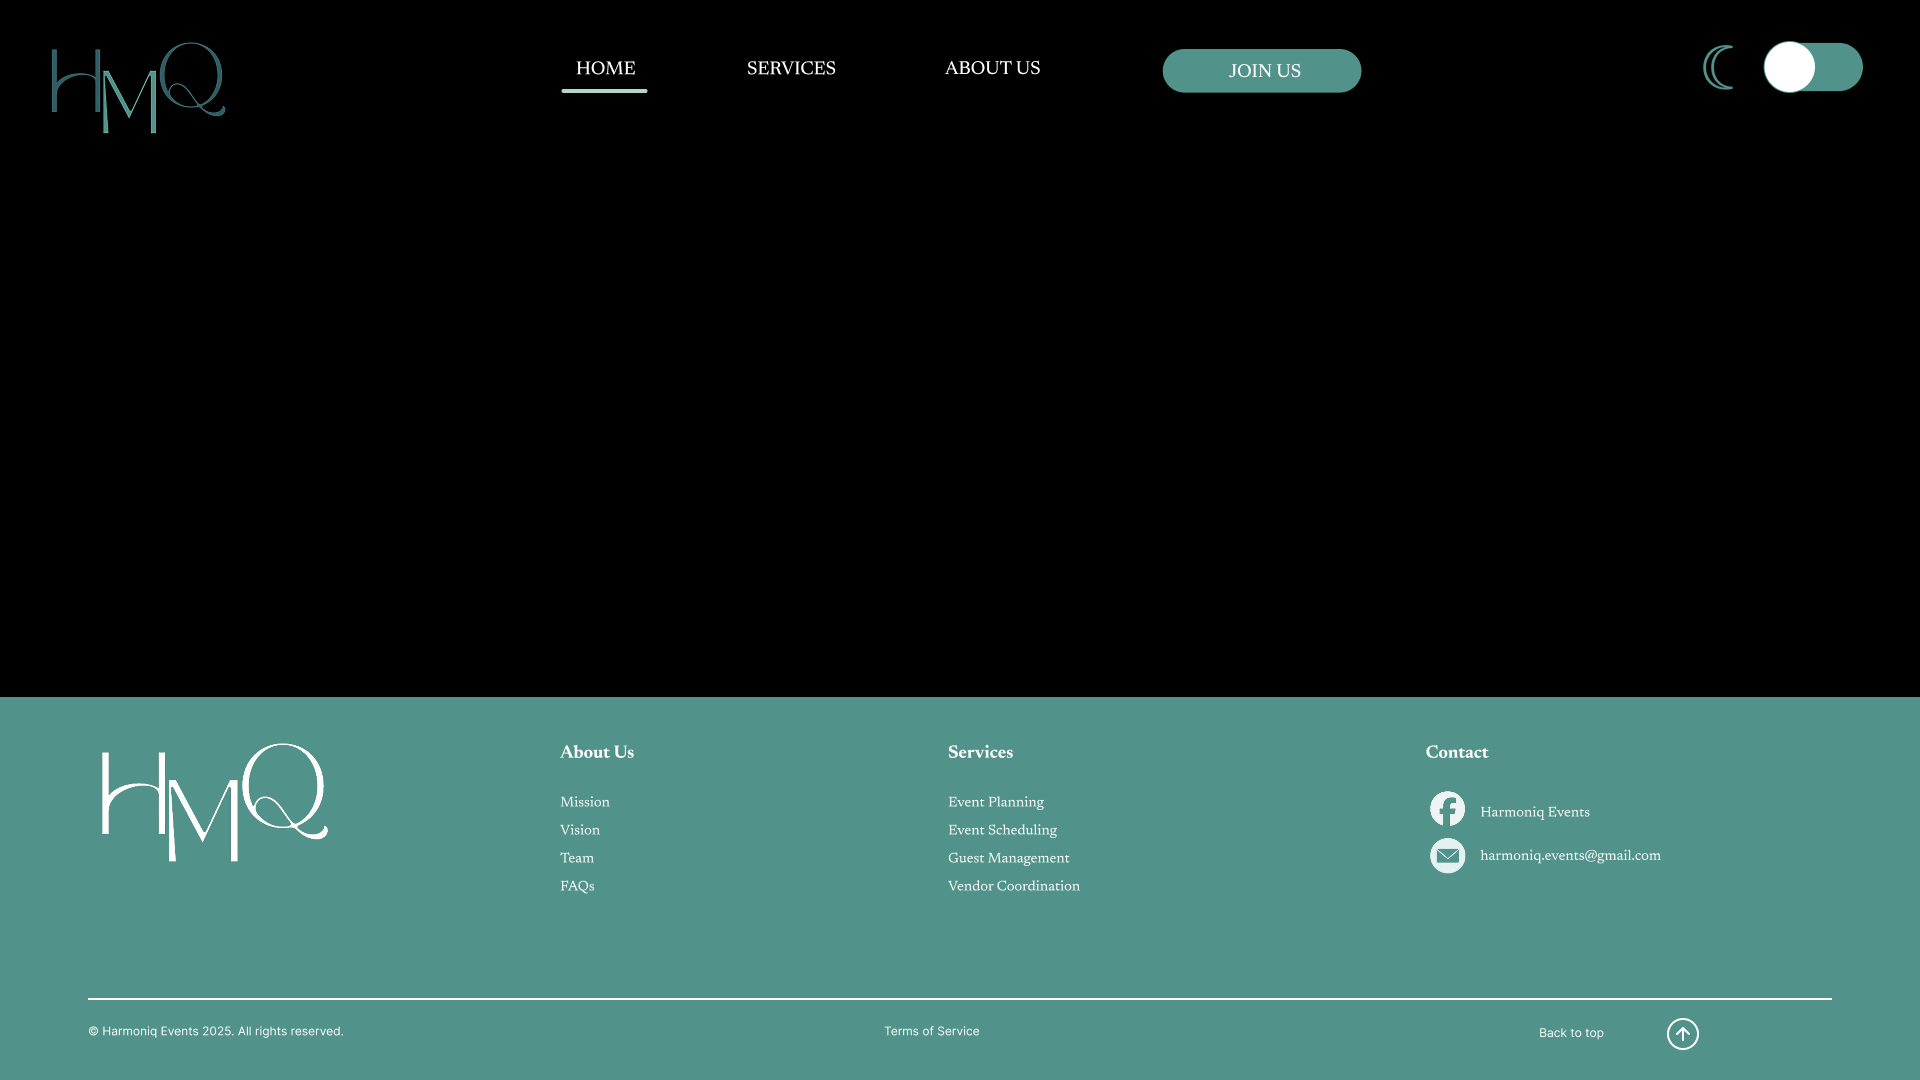 HMQ
HOME
SERVICES
ABOUT US
JOIN US
HMQ
About Us
Mission
Vision
Team
FAQs
Services
Event Planning
Event Scheduling
Guest Management
Vendor Coordination
Contact
Harmoniq Events
harmoniq.events@gmail.com
© Harmoniq Events 2025. All rights reserved.
Terms of Service
Back to top